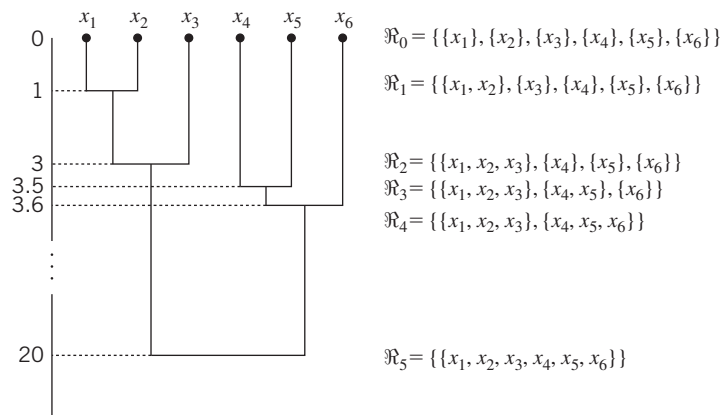 x₁ x₂ x₃ x₄ x₅ x₆
0
ℜ₀ = {{x₁}, {x₂}, {x₃}, {x₄}, {x₅}, {x₆}}
1
ℜ₁ = {{x₁, x₂}, {x₃}, {x₄}, {x₅}, {x₆}}
3
ℜ₂ = {{x₁, x₂, x₃}, {x₄}, {x₅}, {x₆}}
3.5
ℜ₃ = {{x₁, x₂, x₃}, {x₄, x₅}, {x₆}}
3.6
ℜ₄ = {{x₁, x₂, x₃}, {x₄, x₅, x₆}}
20
ℜ₅ = {{x₁, x₂, x₃, x₄, x₅, x₆}}